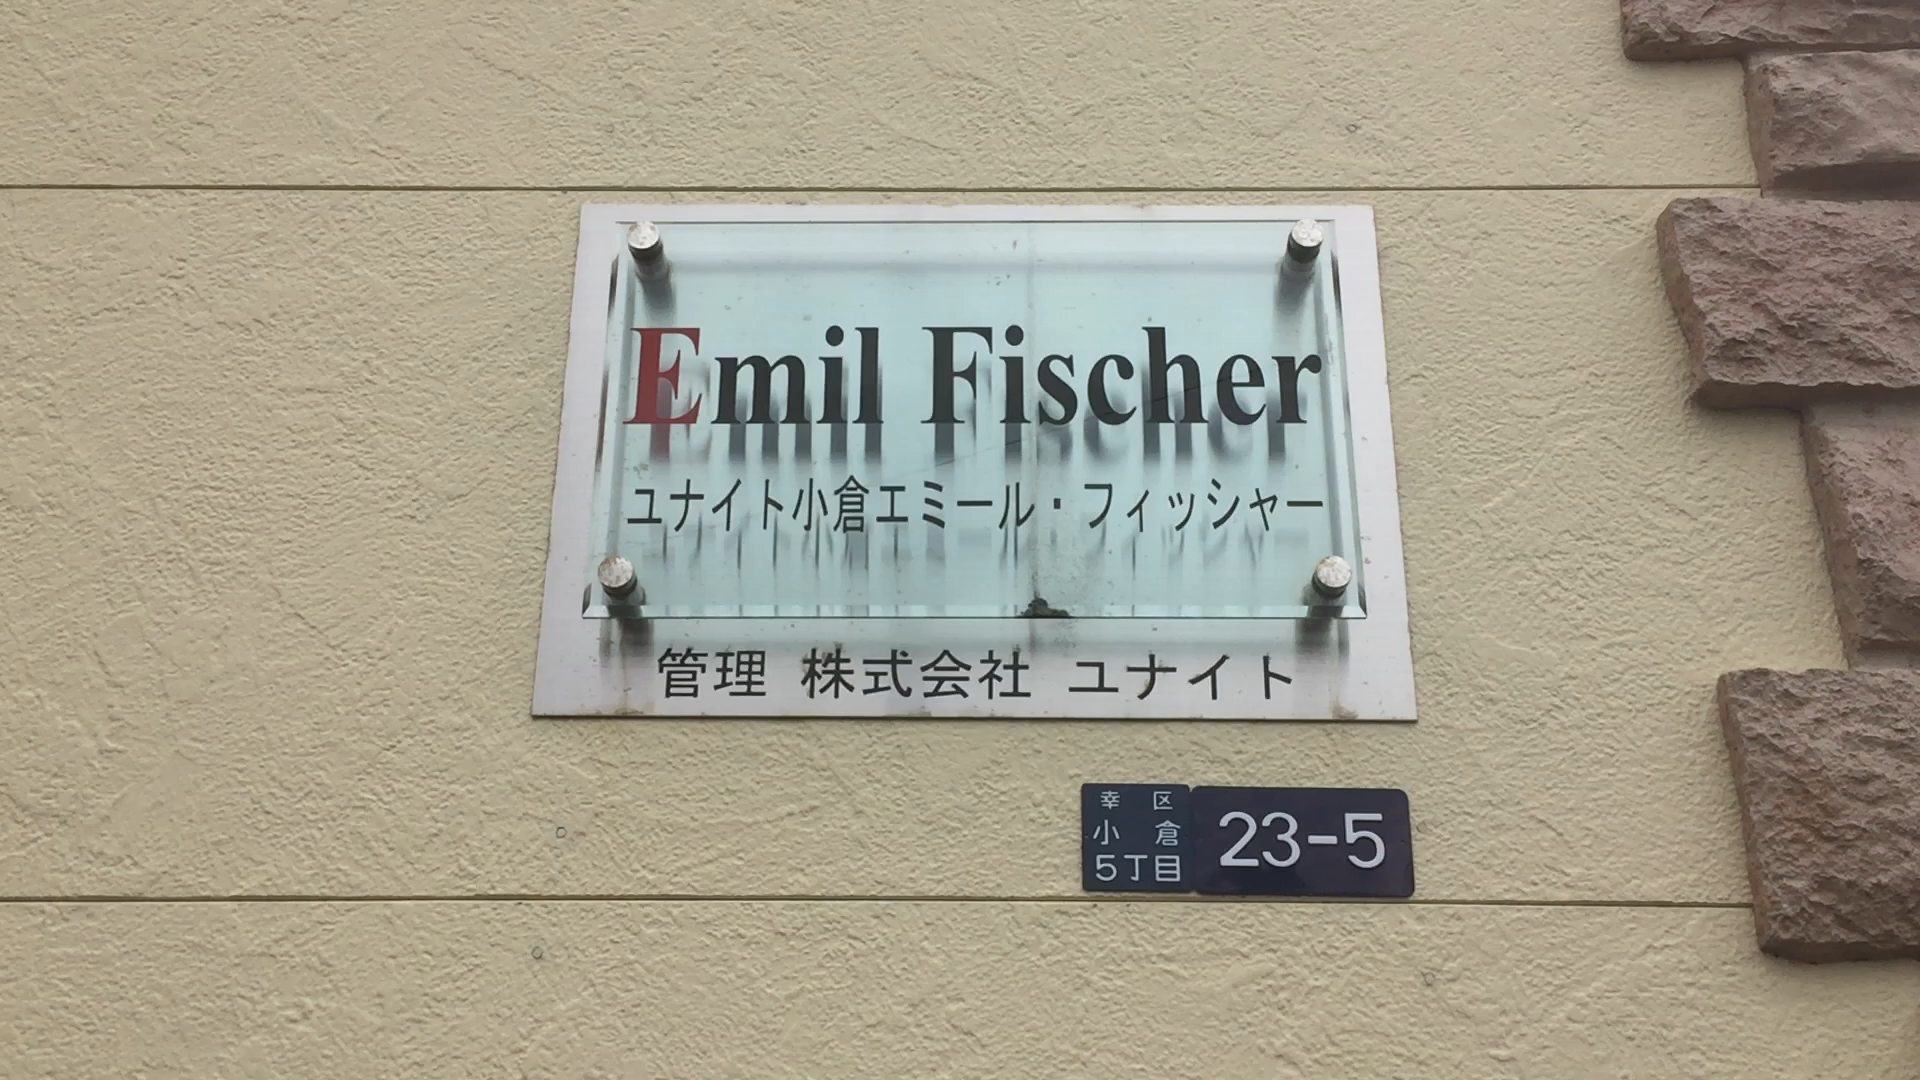 Emil Fischer
ユナイト小倉エミール・フィッシャー
管理 株式会社 ユナイト
幸区
小倉
5丁目
23-5